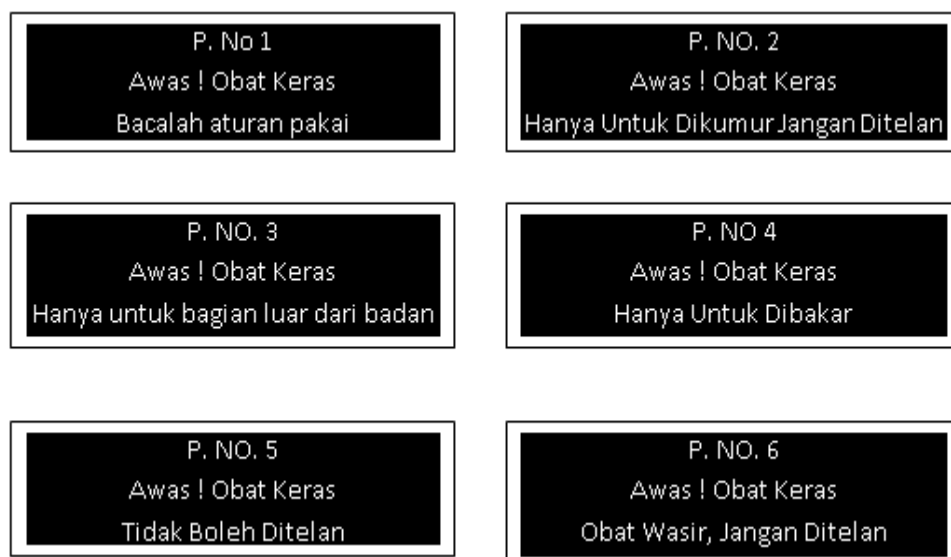 P. No 1
Awas ! Obat Keras
Bacalah aturan pakai
P. NO. 2
Awas ! Obat Keras
Hanya Untuk Dikumur Jangan Ditelan
P. NO. 3
Awas ! Obat Keras
Hanya untuk bagian luar dari badan
P. NO 4
Awas ! Obat Keras
Hanya Untuk Dibakar
P. NO. 5
Awas ! Obat Keras
Tidak Boleh Ditelan
P. NO. 6
Awas ! Obat Keras
Obat Wasir, Jangan Ditelan